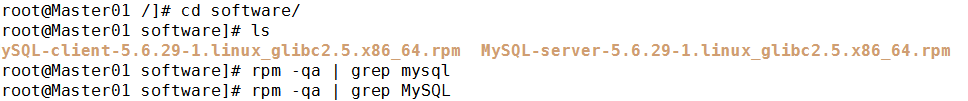 root@Master01 /]# cd software/
root@Master01 software]# ls
ySQL-client-5.6.29-1.linux_glibc2.5.x86_64.rpm  MySQL-server-5.6.29-1.linux_glibc2.5.x86_64.rpm
root@Master01 software]# rpm -qa | grep mysql
root@Master01 software]# rpm -qa | grep MySQL